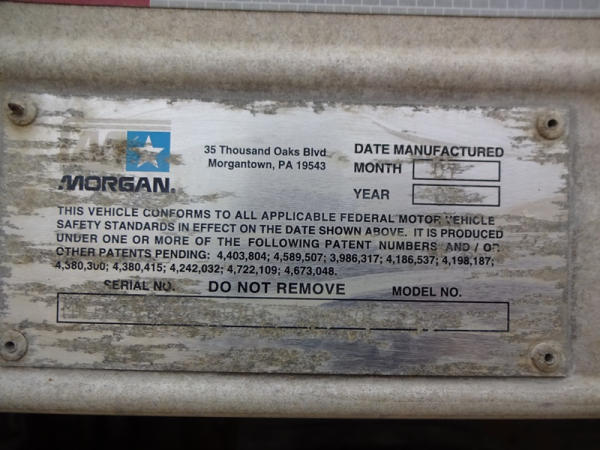 MORGAN.
35 Thousand Oaks Blvd
Morgantown, PA 19543
DATE MANUFACTURED
MONTH
YEAR
THIS VEHICLE CONFORMS TO ALL APPLICABLE FEDERAL MOTOR VEHICLE
SAFETY STANDARDS IN EFFECT ON THE DATE SHOWN ABOVE. IT IS PRODUCED
UNDER ONE OR MORE OF THE FOLLOWING PATENT NUMBERS AND / OR
OTHER PATENTS PENDING: 4,403,804; 4,589,507; 3,986,317; 4,186,537; 4,198,187;
4,580,300; 4,380,415; 4,242,032; 4,722,109; 4,673,048.
SERIAL NO. DO NOT REMOVE MODEL NO.